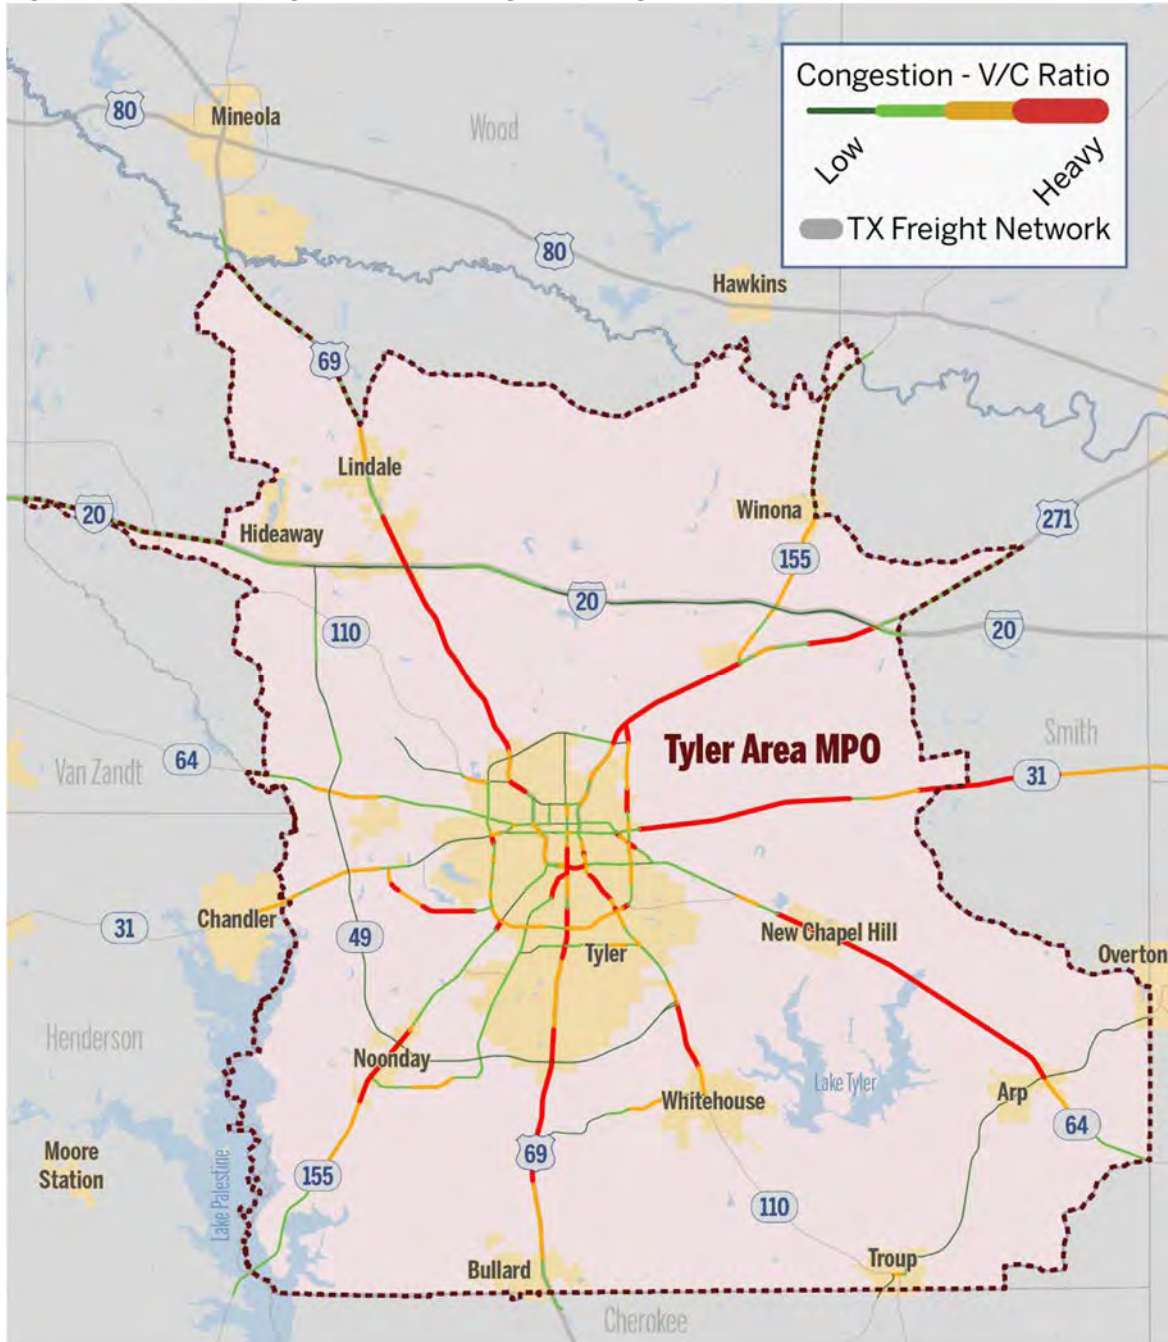 Congestion - V/C Ratio
Low
Heavy
TX Freight Network
80
Mineola
Wood
80
Hawkins
69
Lindale
20
Hideaway
Winona
271
155
20
20
110
Tyler Area MPO
Smith
64
Van Zandt
31
Chandler
31
49
New Chapel Hill
Tyler
Overton
Henderson
Noonday
Lake Tyler
Whitehouse
Arp
64
Moore
Station
155
69
110
Lake Palestine
Bullard
Troup
Cherokee